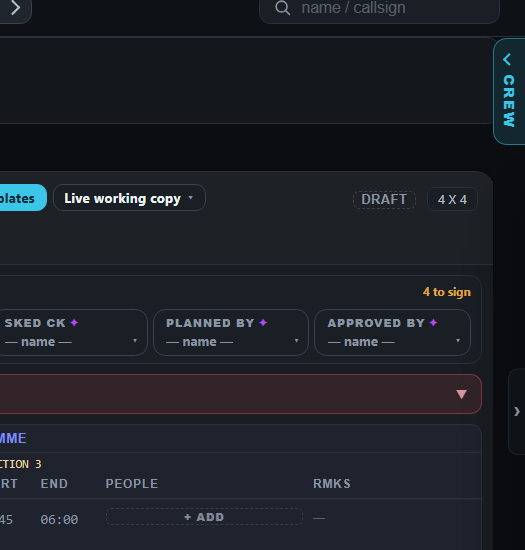 name / callsign
CREW
plates
Live working copy
DRAFT
4 X 4
4 to sign
SKED CK
PLANNED BY
APPROVED BY
— name —
— name —
— name —
MME
CTION 3
RT
END
PEOPLE
RMKS
45
06:00
+ ADD
—